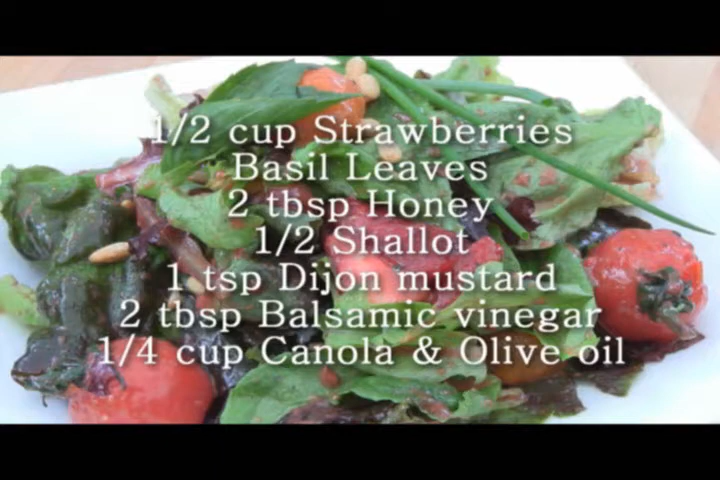 1/2 cup Strawberries
Basil Leaves
2 tbsp Honey
1/2 Shallot
1 tsp Dijon mustard
2 tbsp Balsamic vinegar
1/4 cup Canola & Olive oil